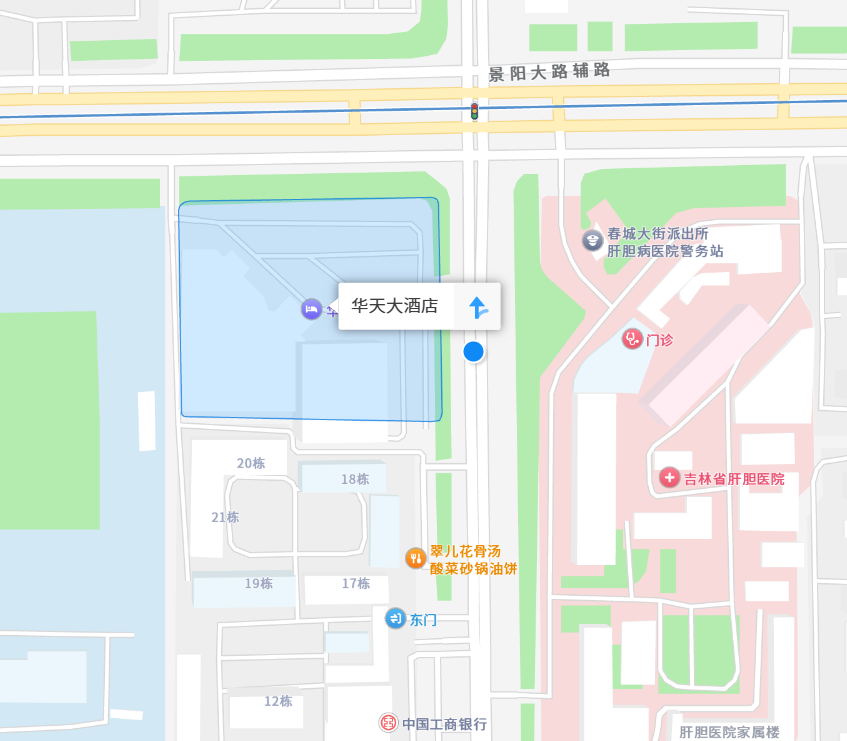 景阳大路辅路
春城大街派出所
肝胆病医院警务站
华天大酒店
门诊
20栋
18栋
吉林省肝胆医院
21栋
翠儿花骨汤
酸菜砂锅油饼
19栋
17栋
东门
12栋
中国工商银行
肝胆医院家属楼